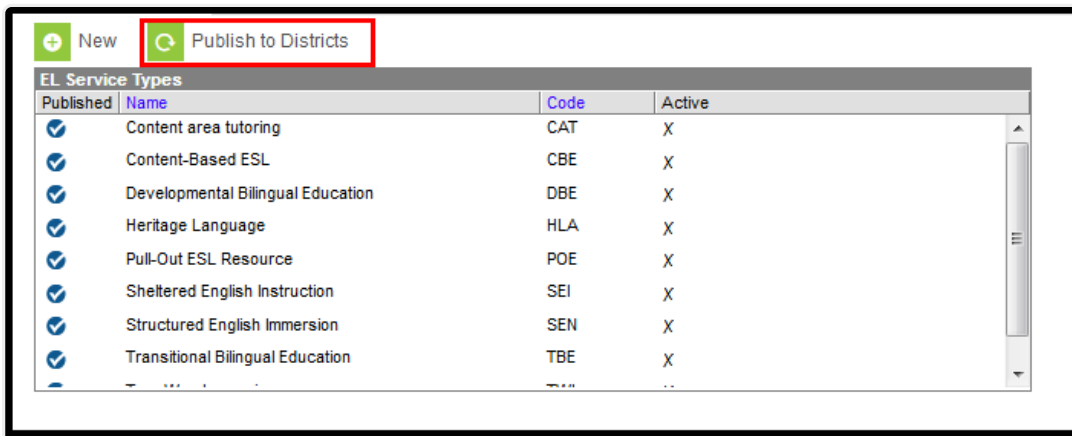 New Publish to Districts
EL Service Types
Published Name Code Active
Content area tutoring CAT X
Content-Based ESL CBE X
Developmental Bilingual Education DBE X
Heritage Language HLA X
Pull-Out ESL Resource POE X
Sheltered English Instruction SEI X
Structured English Immersion SEN X
Transitional Bilingual Education TBE X